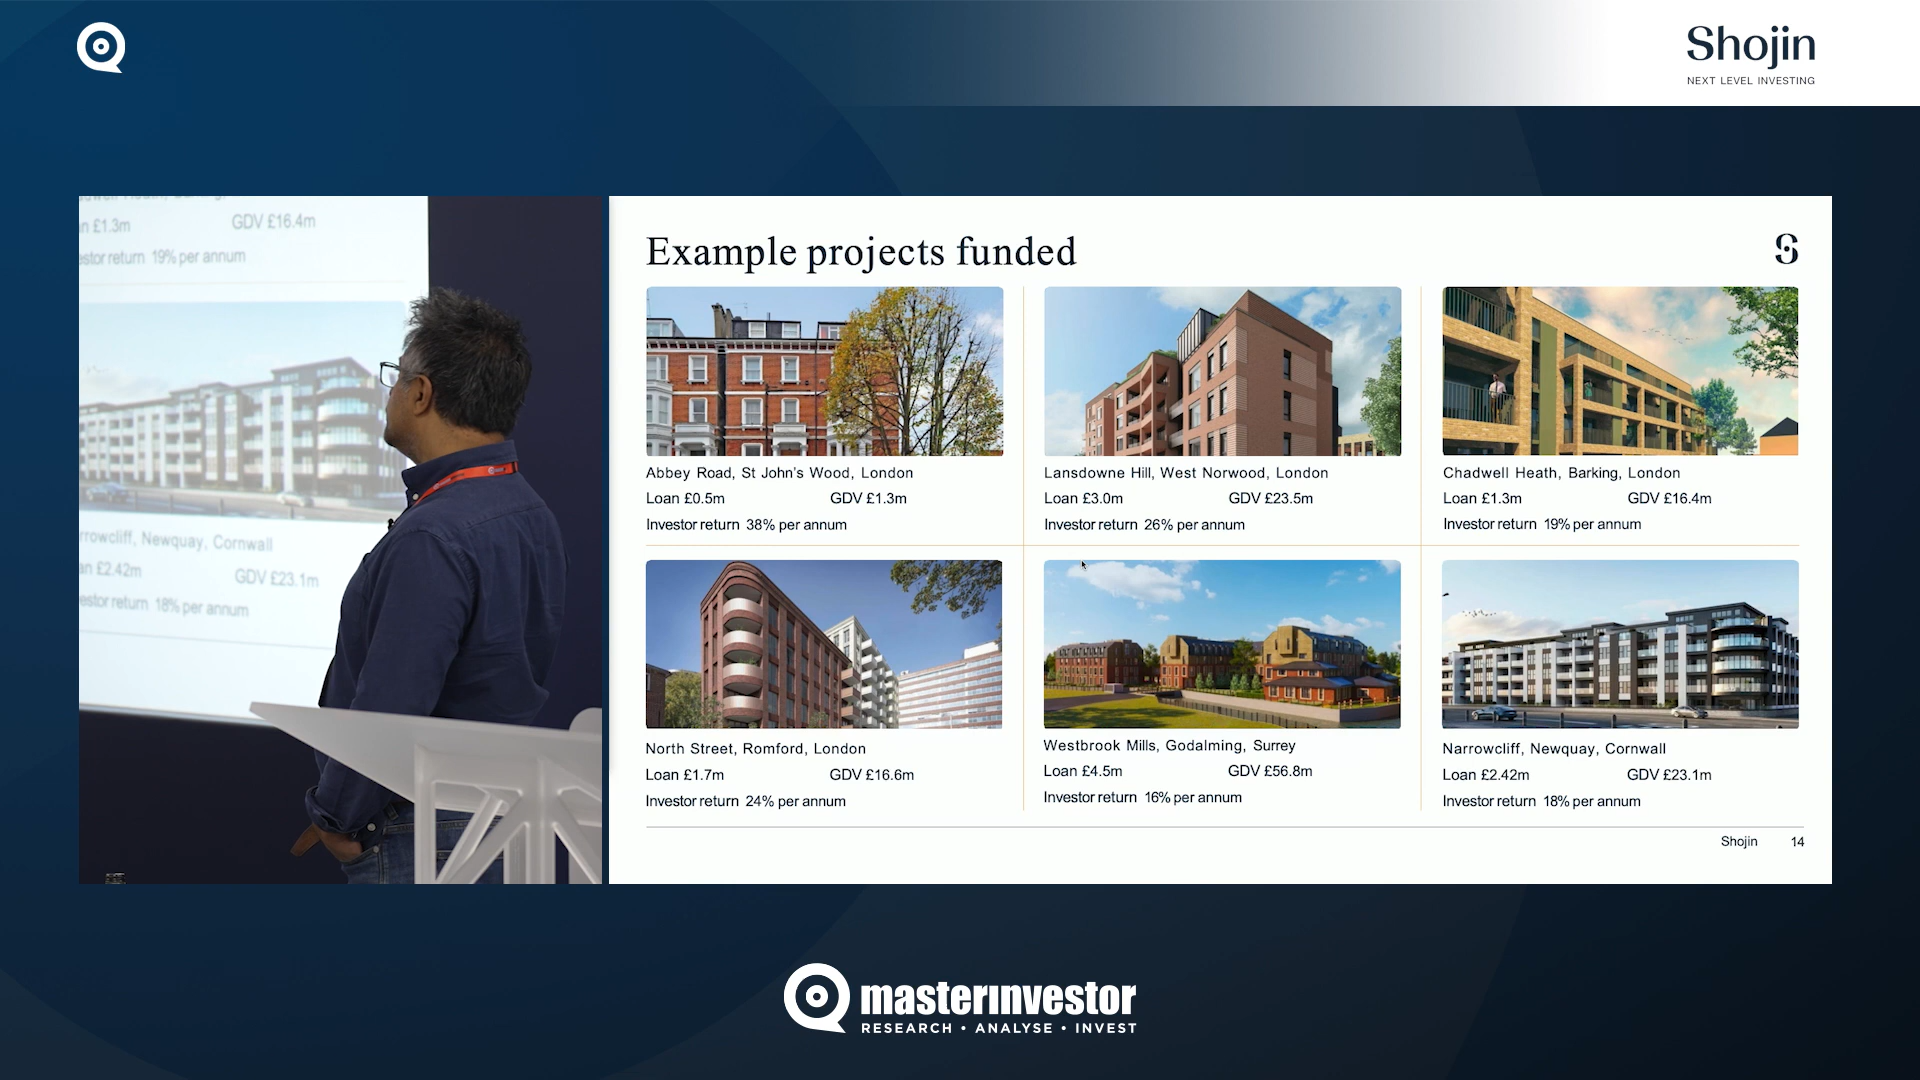 Shojin
NEXT LEVEL INVESTING
GDV £16.4m
£1.3m
return 19% per annum
Newquay, Cornwall
£2.42m
GDV £23.1m
return 18% per annum
Example projects funded
Abbey Road, St John's Wood, London
Loan £0.5m GDV £1.3m
Investor return 38% per annum
Lansdowne Hill, West Norwood, London
Loan £3.0m GDV £23.5m
Investor return 26% per annum
Chadwell Heath, Barking, London
Loan £1.3m GDV £16.4m
Investor return 19% per annum
North Street, Romford, London
Loan £1.7m GDV £16.6m
Investor return 24% per annum
Westbrook Mills, Godalming, Surrey
Loan £4.5m GDV £56.8m
Investor return 16% per annum
Narrowcliff, Newquay, Cornwall
Loan £2.42m GDV £23.1m
Investor return 18% per annum
Shojin 14
masterinvestor
RESEARCH • ANALYSE • INVEST